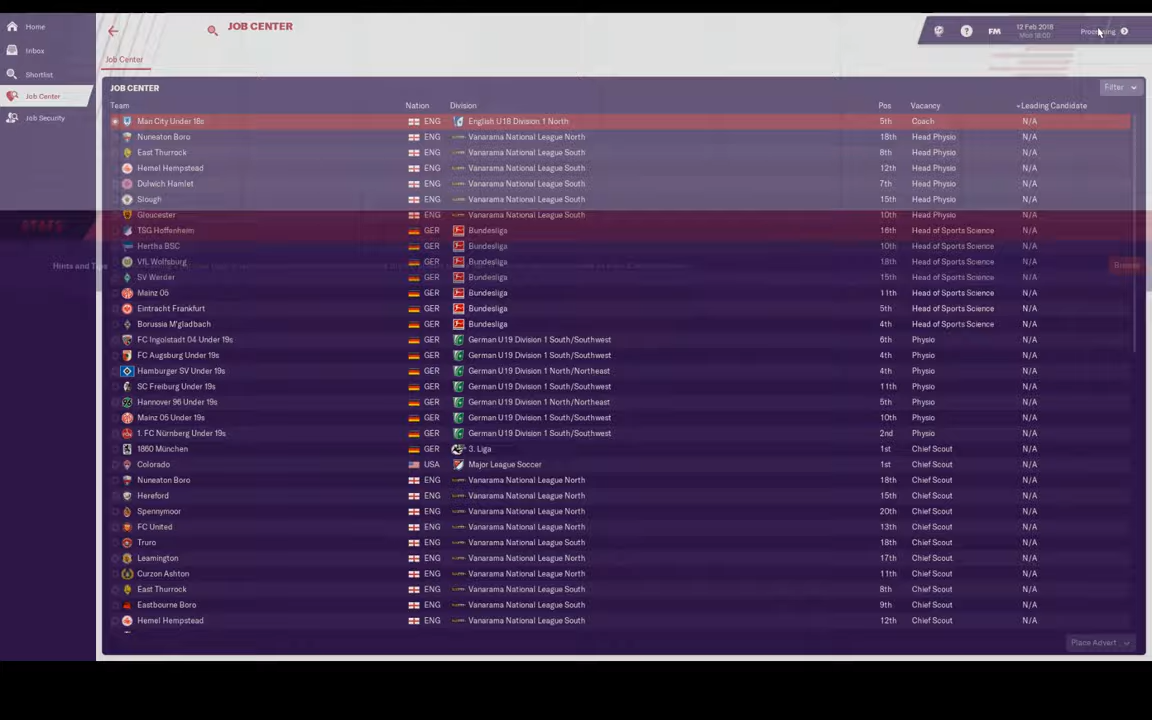 Home
Inbox
Shortlist
Job Center
Job Security
JOB CENTER
FM
12 Feb 2018
Mon 18:00
Processing
Job Center
JOB CENTER
Filter
Team Nation Division Pos Vacancy Leading Candidate
Man City Under 18s ENG English U18 Division 1 North 5th Coach N/A
Nuneaton Boro ENG Vanarama National League North 18th Head Physio N/A
East Thurrock ENG Vanarama National League South 8th Head Physio N/A
Hemel Hempstead ENG Vanarama National League South 12th Head Physio N/A
Dulwich Hamlet ENG Vanarama National League South 7th Head Physio N/A
Slough ENG Vanarama National League South 15th Head Physio N/A
Gloucester ENG Vanarama National League South 10th Head Physio N/A
STATS
TSG Hoffenheim GER Bundesliga 16th Head of Sports Science N/A
Hertha BSC GER Bundesliga 10th Head of Sports Science N/A
VfL Wolfsburg GER Bundesliga 18th Head of Sports Science N/A
Hints and Tips
Browse
SV Werder GER Bundesliga 15th Head of Sports Science N/A
Mainz 05 GER Bundesliga 11th Head of Sports Science N/A
Eintracht Frankfurt GER Bundesliga 5th Head of Sports Science N/A
Borussia M'gladbach GER Bundesliga 4th Head of Sports Science N/A
FC Ingolstadt 04 Under 19s GER German U19 Division 1 South/Southwest 6th Physio N/A
FC Augsburg Under 19s GER German U19 Division 1 South/Southwest 4th Physio N/A
Hamburger SV Under 19s GER German U19 Division 1 North/Northeast 4th Physio N/A
SC Freiburg Under 19s GER German U19 Division 1 South/Southwest 11th Physio N/A
Hannover 96 Under 19s GER German U19 Division 1 North/Northeast 5th Physio N/A
Mainz 05 Under 19s GER German U19 Division 1 South/Southwest 10th Physio N/A
1. FC Nürnberg Under 19s GER German U19 Division 1 South/Southwest 2nd Physio N/A
1860 München GER 3. Liga 1st Chief Scout N/A
Colorado USA Major League Soccer 1st Chief Scout N/A
Nuneaton Boro ENG Vanarama National League North 18th Chief Scout N/A
Hereford ENG Vanarama National League North 15th Chief Scout N/A
Spennymoor ENG Vanarama National League North 20th Chief Scout N/A
FC United ENG Vanarama National League North 13th Chief Scout N/A
Truro ENG Vanarama National League South 18th Chief Scout N/A
Leamington ENG Vanarama National League North 17th Chief Scout N/A
Curzon Ashton ENG Vanarama National League North 11th Chief Scout N/A
East Thurrock ENG Vanarama National League South 8th Chief Scout N/A
Eastbourne Boro ENG Vanarama National League South 9th Chief Scout N/A
Hemel Hempstead ENG Vanarama National League South 12th Chief Scout N/A
Place Advert